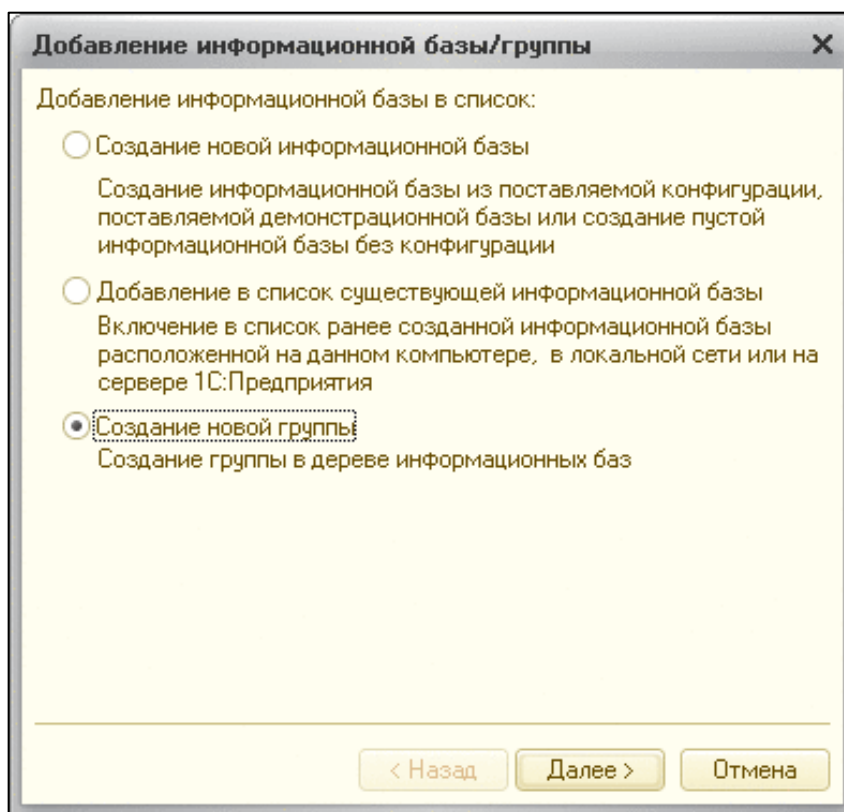 Добавление информационной базы/группы
Добавление информационной базы в список:
Создание новой информационной базы
Создание информационной базы из поставляемой конфигурации,
поставляемой демонстрационной базы или создание пустой
информационной базы без конфигурации
Добавление в список существующей информационной базы
Включение в список ранее созданной информационной базы
расположенной на данном компьютере, в локальной сети или на
сервере 1С:Предприятия
Создание новой группы
Создание группы в дереве информационных баз
< Назад Далее > Отмена